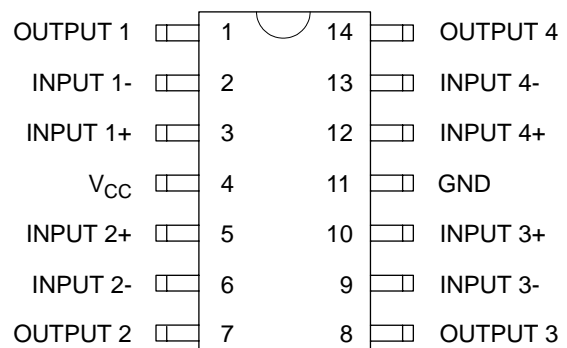 OUTPUT 1 1 14 OUTPUT 4
INPUT 1- 2 13 INPUT 4-
INPUT 1+ 3 12 INPUT 4+
VCC 4 11 GND
INPUT 2+ 5 10 INPUT 3+
INPUT 2- 6 9 INPUT 3-
OUTPUT 2 7 8 OUTPUT 3